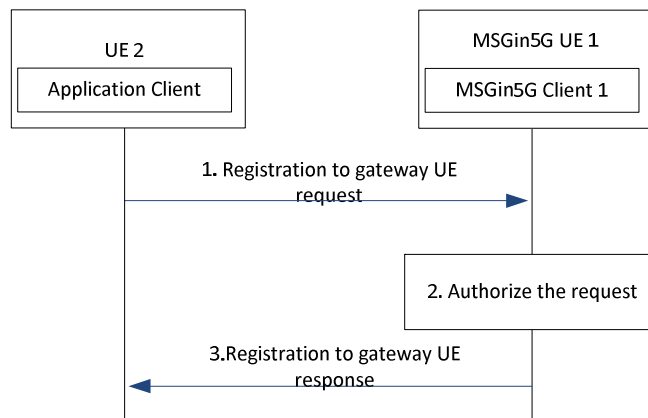 UE 2
Application Client
MSGin5G UE 1
MSGin5G Client 1
1. Registration to gateway UE
request
2. Authorize the request
3.Registration to gateway UE
response